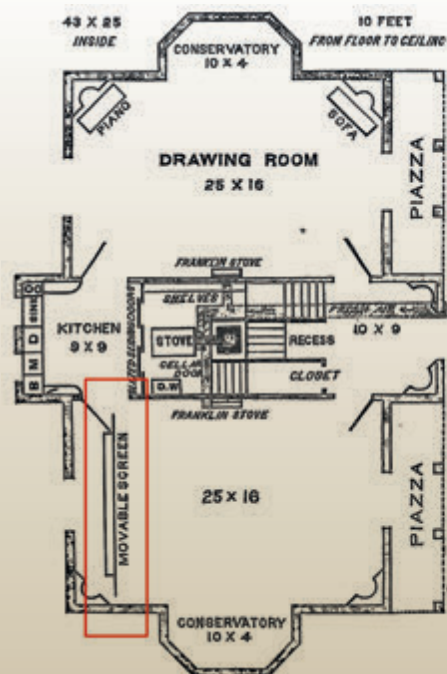 43 X 25
INSIDE
10 FEET
FROM FLOOR TO CEILING
CONSERVATORY
10 X 4
PIANO
SOFA
DRAWING ROOM
25 X 16
PIAZZA
FRANKLIN STOVE
SHELVES
KITCHEN
9 X 9
STOVE
RECESS
10 X 9
CELLAR
DOOR
CLOSET
D.W
D
M
B
FRANKLIN STOVE
MOVABLE SCREEN
25 X 16
PIAZZA
CONSERVATORY
10 X 4